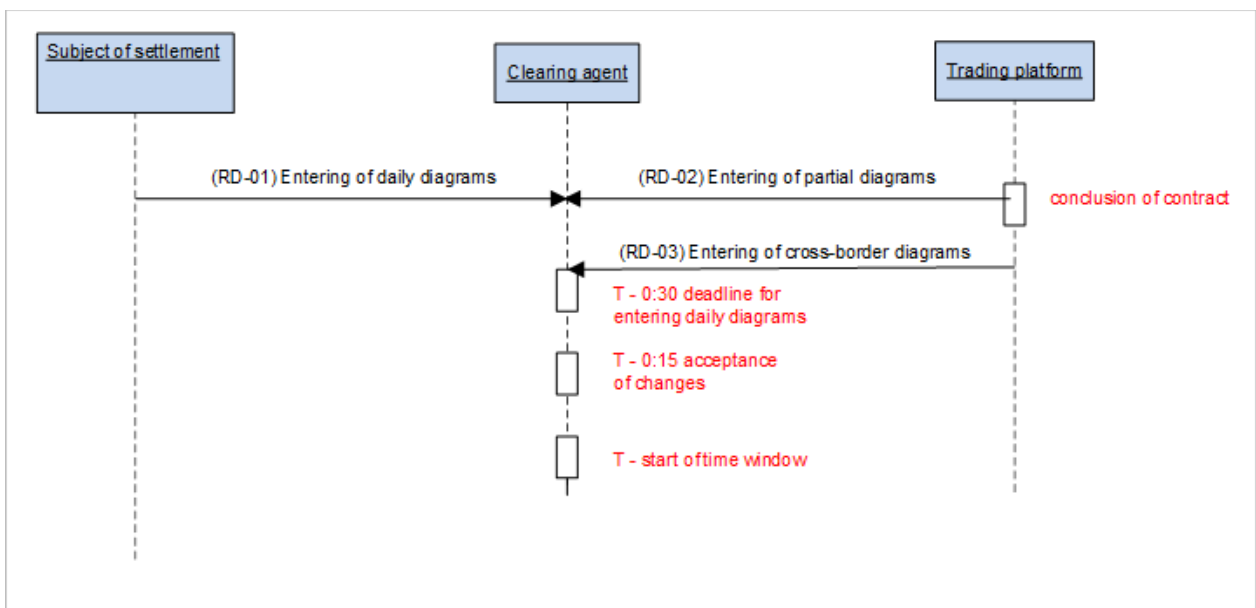 Subject of settlement
Clearing agent
Trading platform
(RD-01) Entering of daily diagrams
(RD-02) Entering of partial diagrams
conclusion of contract
(RD-03) Entering of cross-border diagrams
T - 0:30 deadline for
entering daily diagrams
T - 0:15 acceptance
of changes
T - start of time window